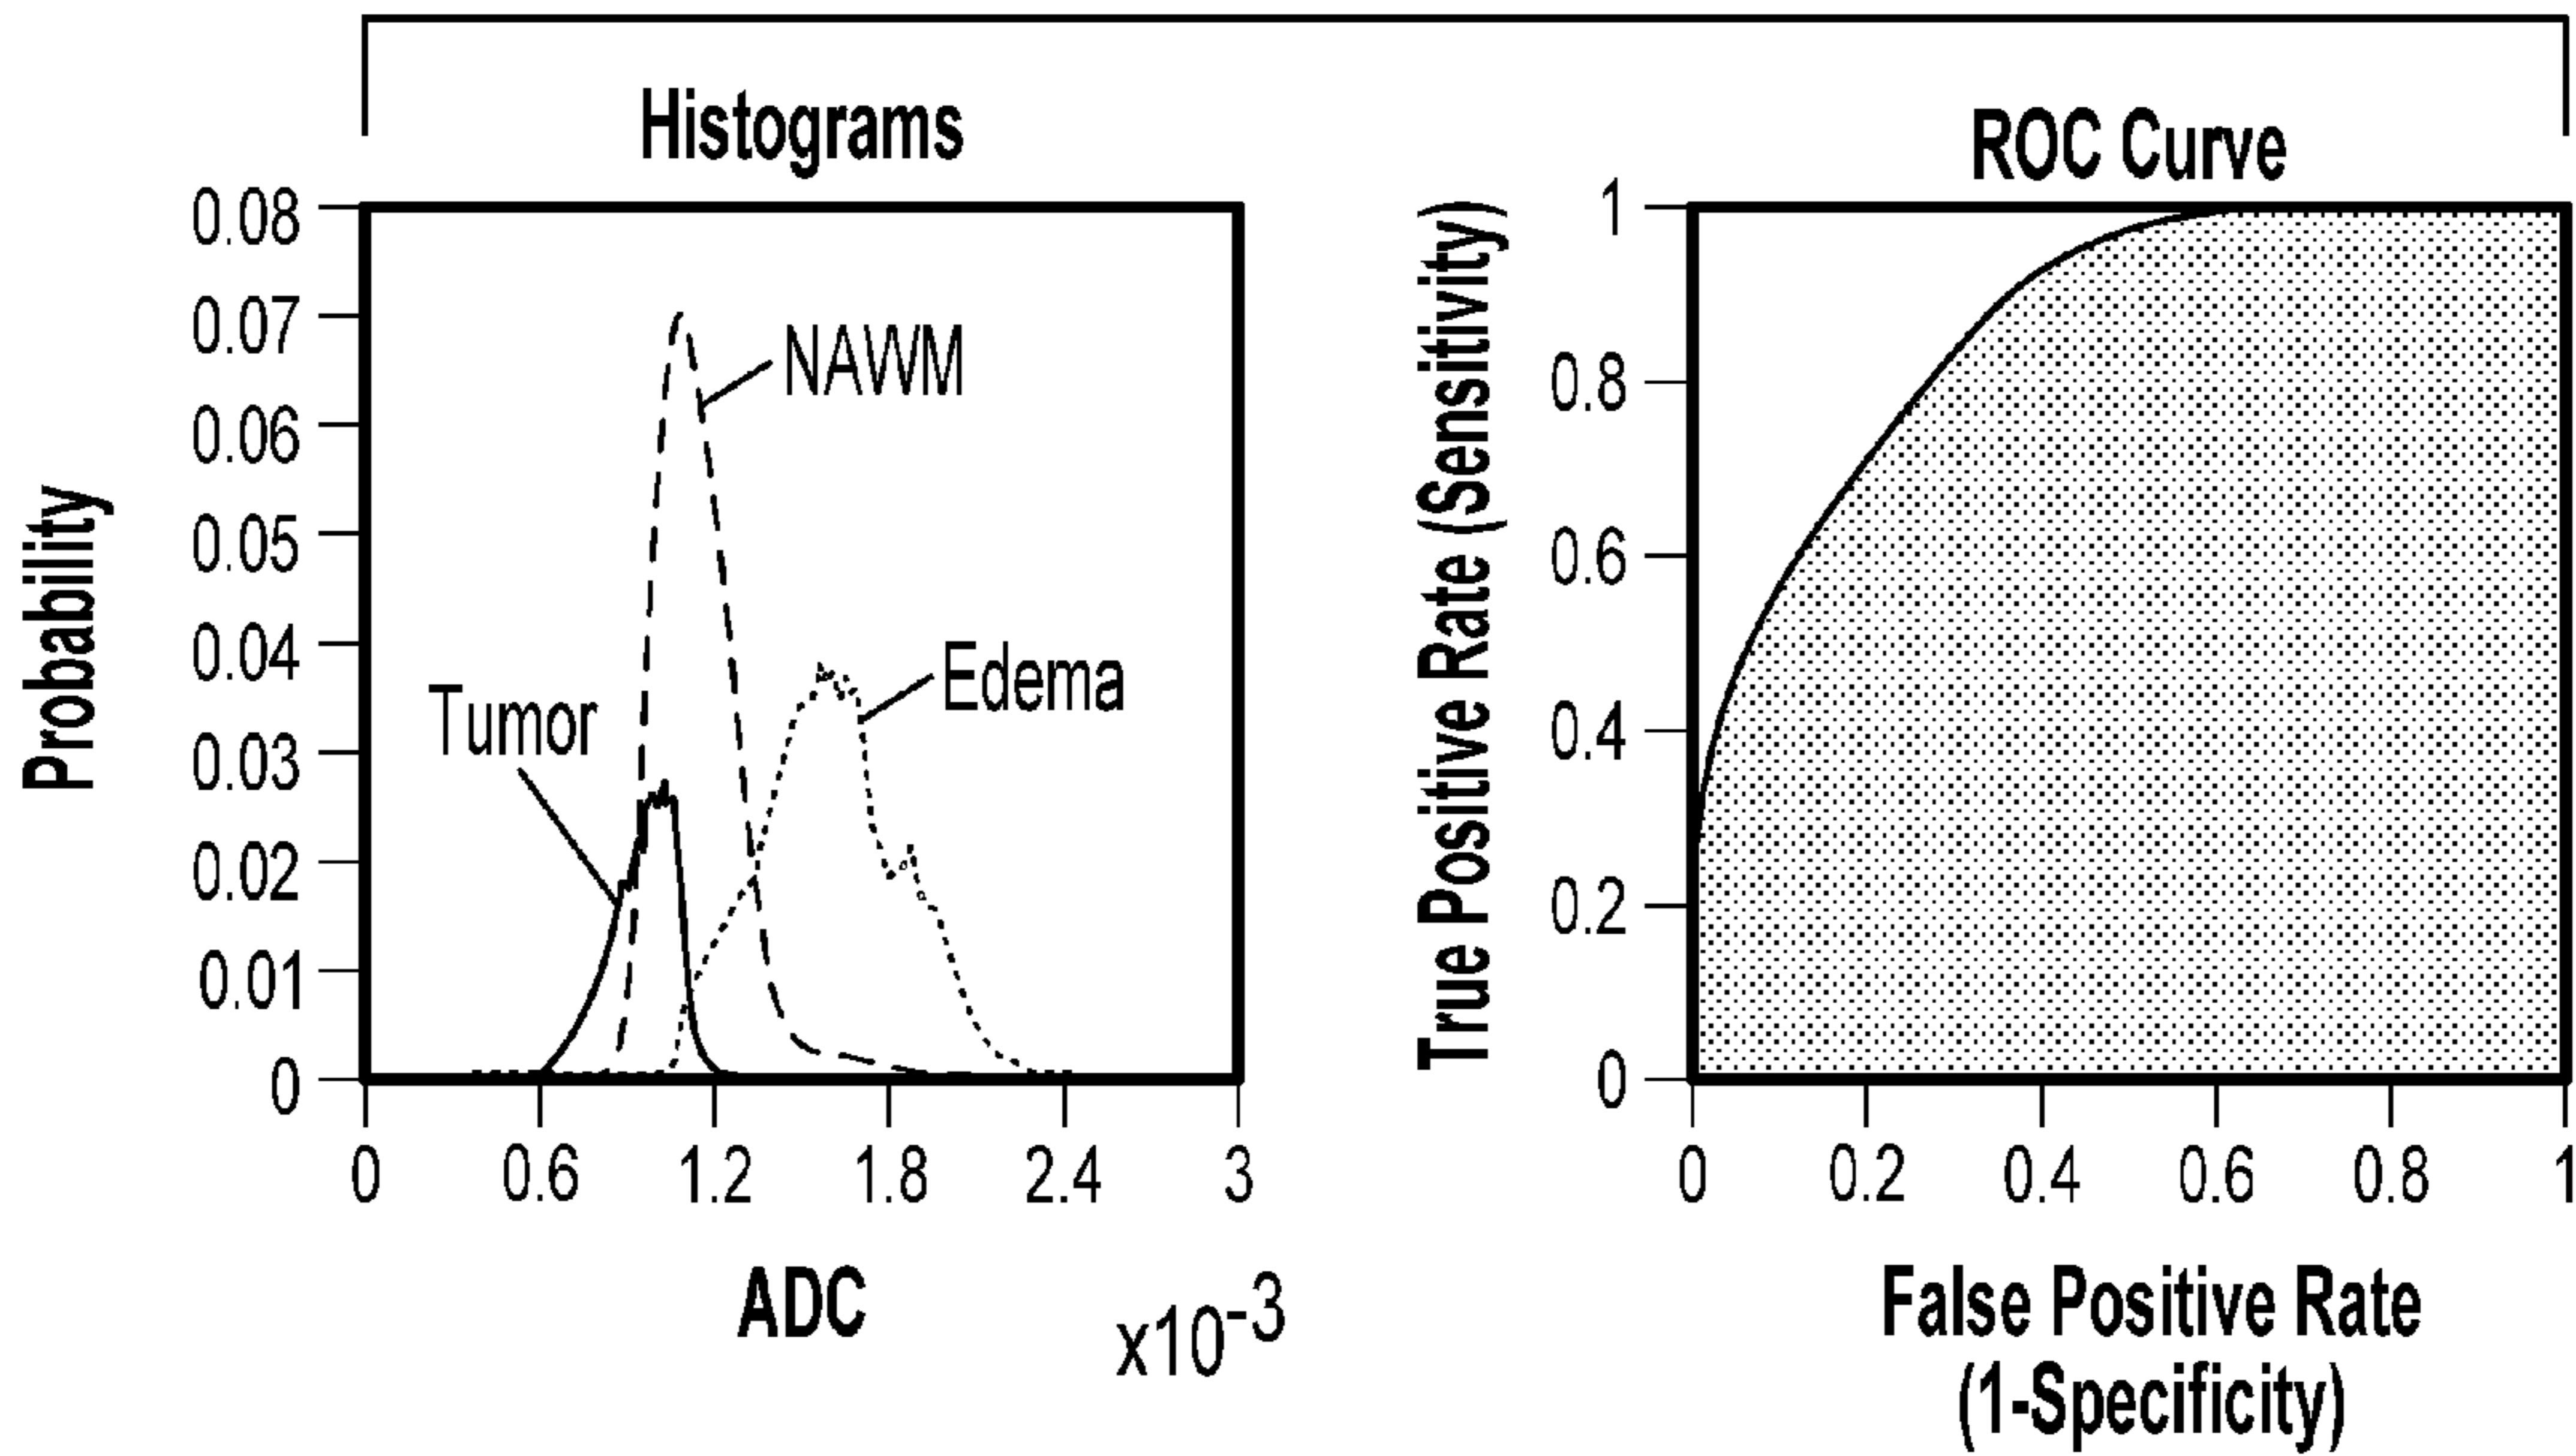 Histograms
Probability
0.08
0.07
0.06
0.05
0.04
0.03
0.02
0.01
0
NAWM
Edema
Tumor
0 0.6 1.2 1.8 2.4 3
ADC
x10-3
ROC Curve
True Positive Rate (Sensitivity)
1
0.8
0.6
0.4
0.2
0
0 0.2 0.4 0.6 0.8 1
False Positive Rate
(1-Specificity)